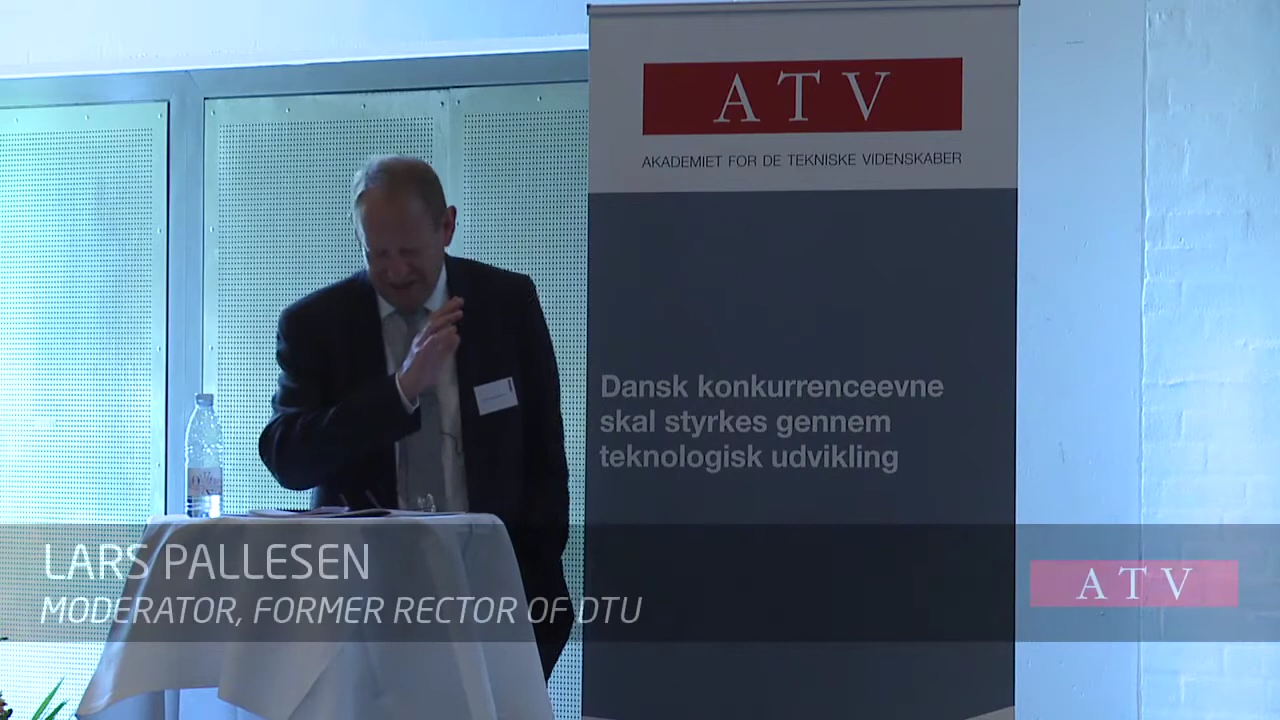 ATV
AKADEMIET FOR DE TEKNISKE VIDENSKABER
Dansk konkurrenceevne
skal styrkes gennem
teknologisk udvikling
LARS PALLESEN
MODERATOR, FORMER RECTOR OF DTU
ATV